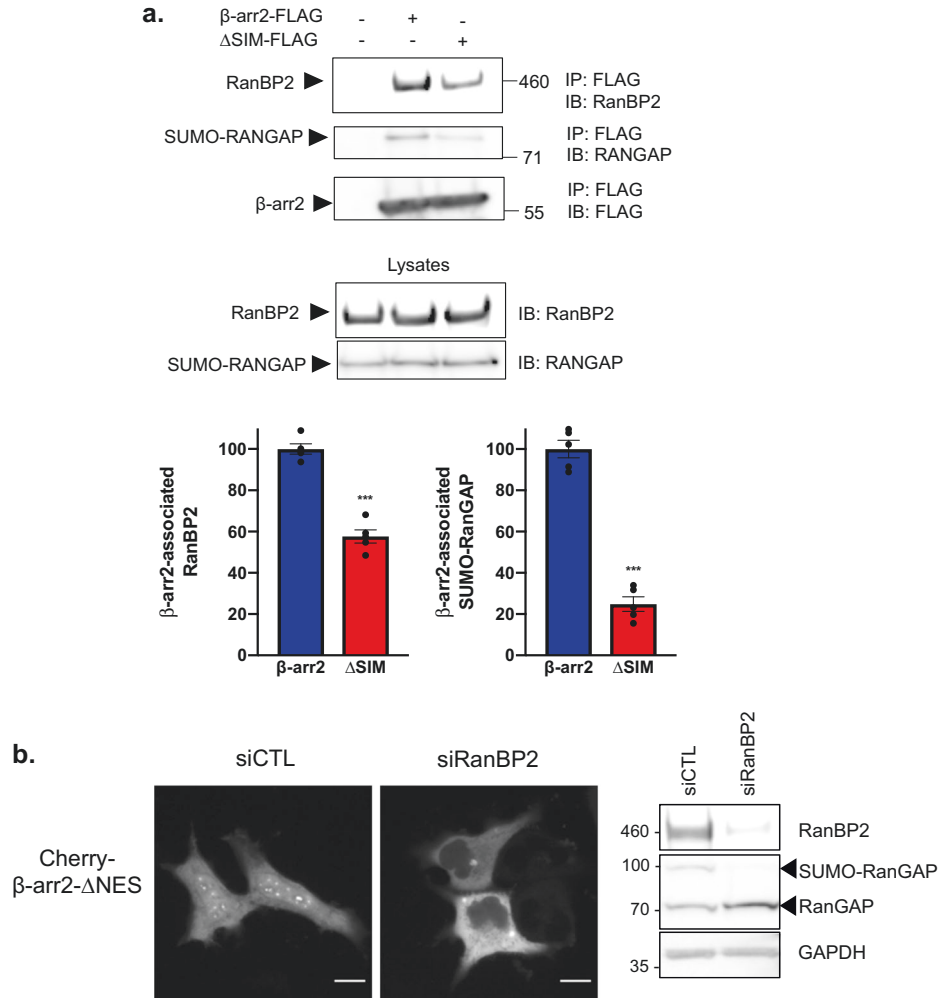 a.
β-arr2-FLAG - + -
ΔSIM-FLAG - - +
RanBP2 460 IP: FLAG
IB: RanBP2
SUMO-RANGAP IP: FLAG
71 IB: RANGAP
β-arr2 IP: FLAG
55 IB: FLAG
Lysates
RanBP2 IB: RanBP2
SUMO-RANGAP IB: RANGAP
β-arr2-associated
RanBP2
100
80
60
40
20
0
***
β-arr2 ΔSIM
β-arr2-associated
SUMO-RanGAP
100
80
60
40
20
0
***
β-arr2 ΔSIM
b.
siCTL siRanBP2
Cherry-
β-arr2-ΔNES
siCTL siRanBP2
460 RanBP2
100 SUMO-RanGAP
70 RanGAP
GAPDH
35